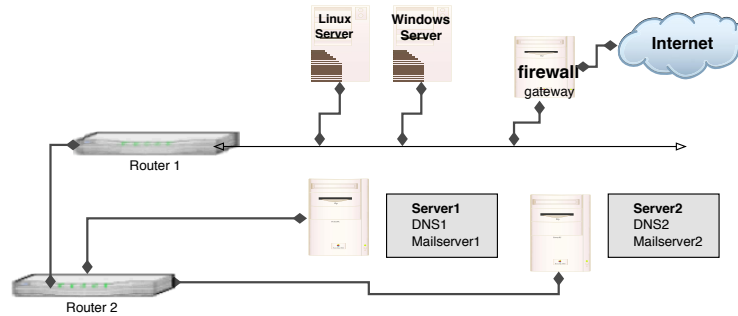 Linux
Server
Windows
Server
firewall
gateway
Internet
Router 1
Server1
DNS1
Mailserver1
Server2
DNS2
Mailserver2
Router 2